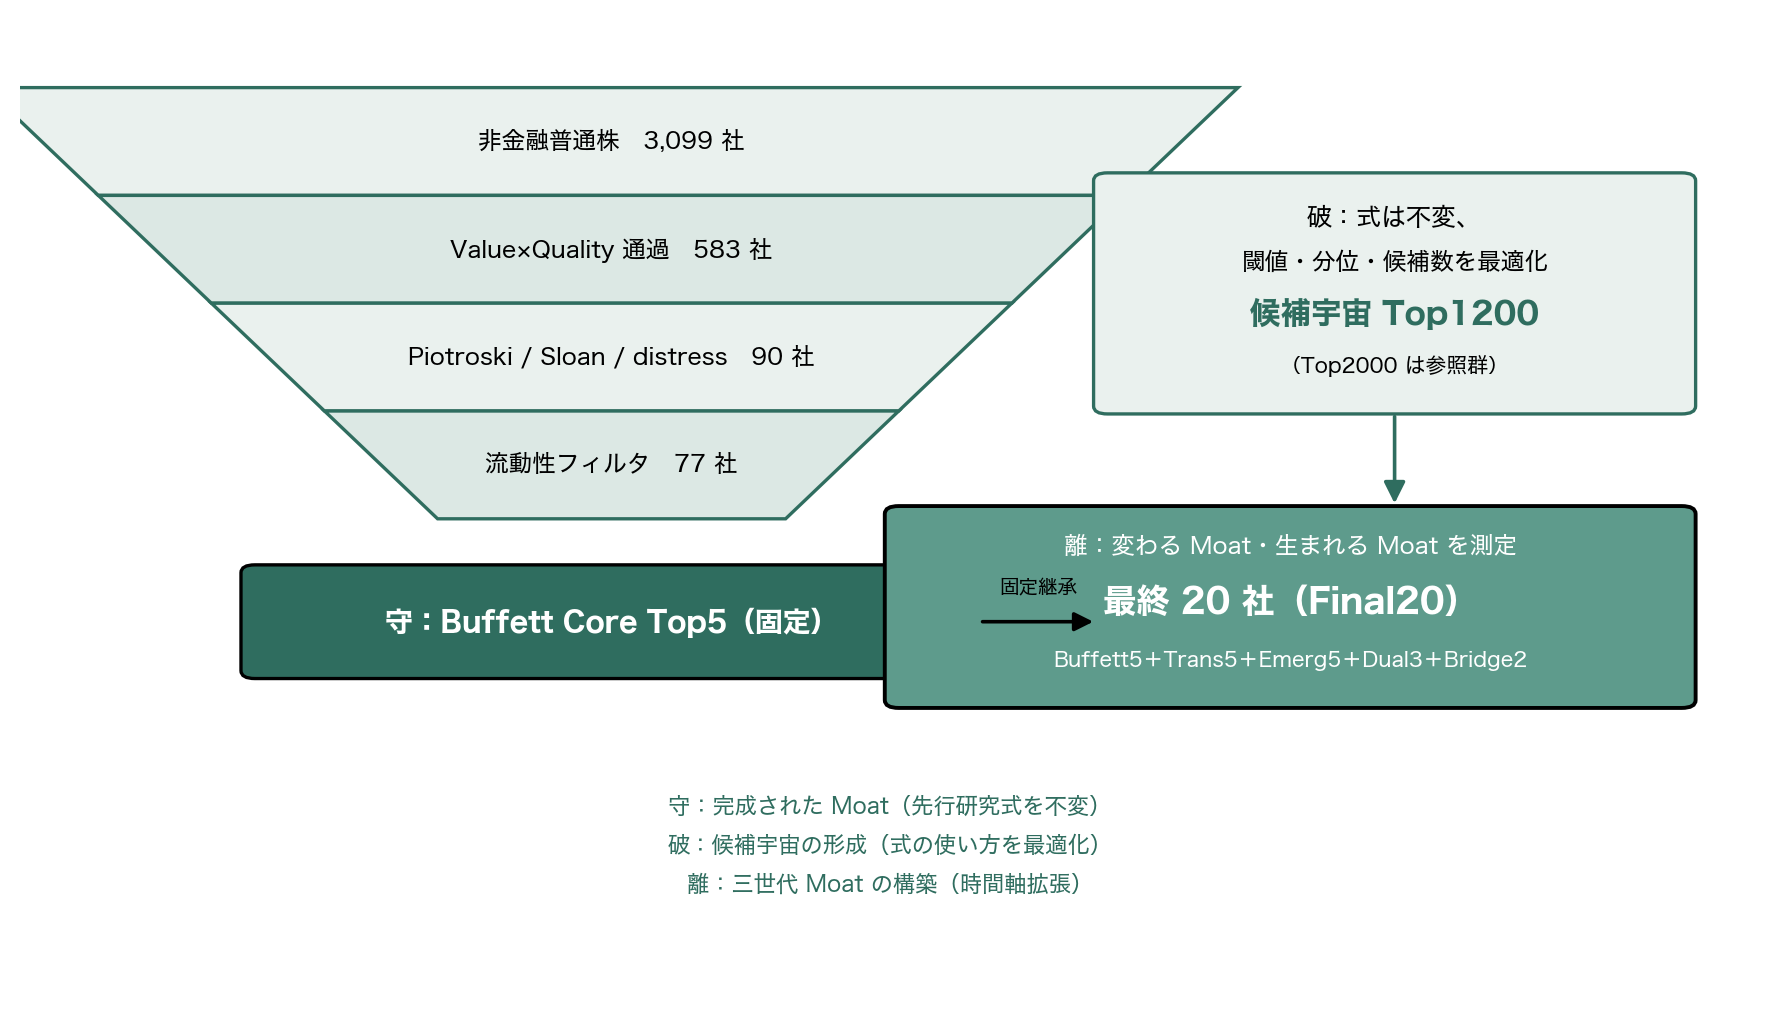 非金融普通株　3,099 社
Value×Quality 通過　583 社
Piotroski / Sloan / distress　90 社
流動性フィルタ　77 社
守：Buffett Core Top5（固定）
破：式は不変、
閾値・分位・候補数を最適化
候補宇宙 Top1200
（Top2000 は参照群）
離：変わる Moat・生まれる Moat を測定
固定継承
最終 20 社（Final20）
Buffett5＋Trans5＋Emerg5＋Dual3＋Bridge2
守：完成された Moat（先行研究式を不変）
破：候補宇宙の形成（式の使い方を最適化）
離：三世代 Moat の構築（時間軸拡張）